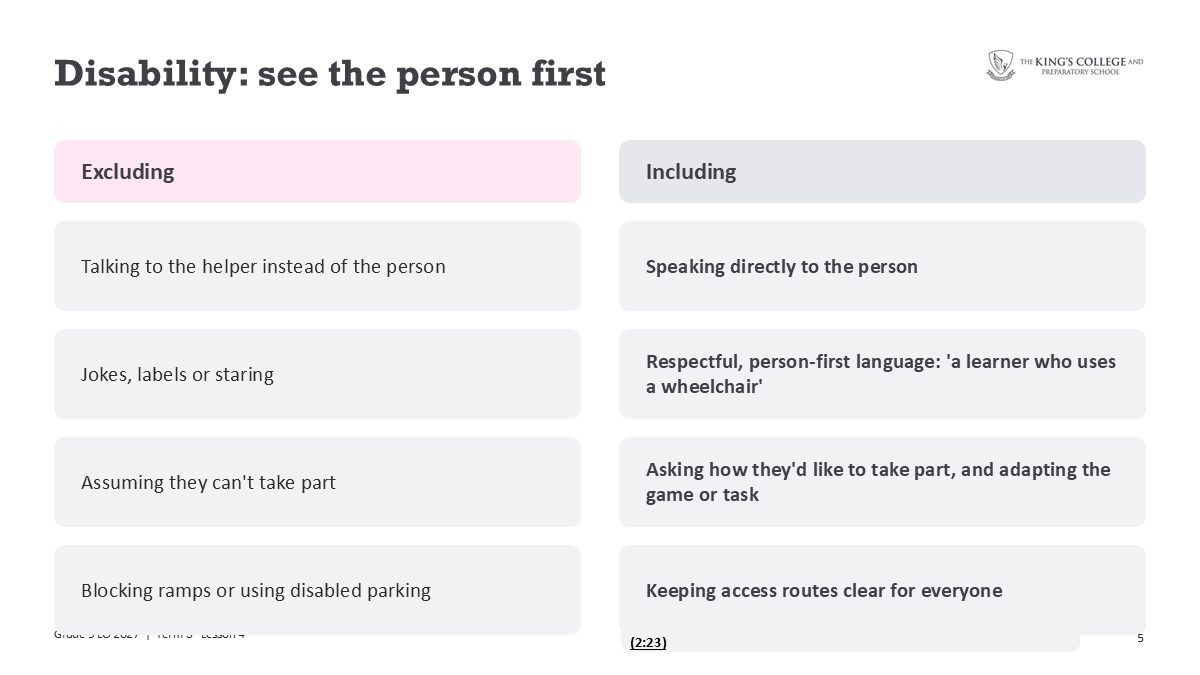 Disability: see the person first
THE KING'S COLLEGE AND
PREPARATORY SCHOOL
Excluding
Including
Talking to the helper instead of the person
Speaking directly to the person
Jokes, labels or staring
Respectful, person-first language: 'a learner who uses
a wheelchair'
Assuming they can't take part
Asking how they'd like to take part, and adapting the
game or task
Blocking ramps or using disabled parking
Keeping access routes clear for everyone
(2:23)
5